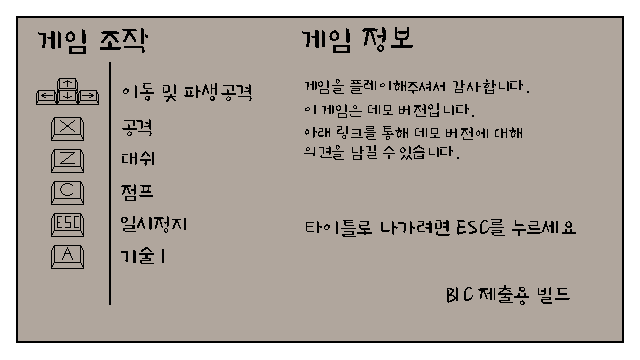 게임 조작
↑
← ↓ →
이동 및 파생공격
X
공격
Z
대쉬
C
점프
ESC
일시정지
A
기술 1
게임 정보
게임을 플레이해주셔서 감사합니다.
이 게임은 데모 버전입니다.
아래 링크를 통해 데모 버전에 대해
의견을 남길 수 있습니다.
타이틀로 나가려면 ESC를 누르세요
BIC 제출용 빌드